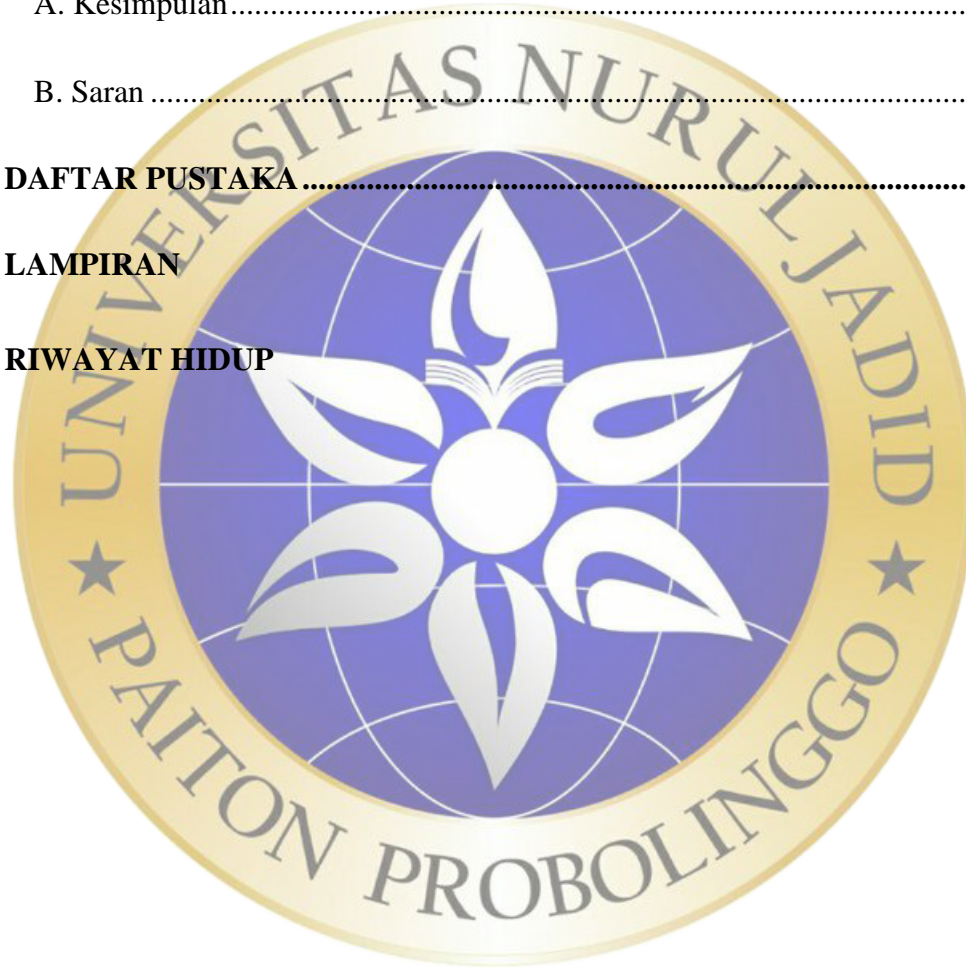 A. Kesimpulan........................................................................................
B. Saran ..................................................................................................
DAFTAR PUSTAKA ..................................................................................
LAMPIRAN
RIWAYAT HIDUP
UNIVERSITAS NURUL JADID
★ PAITON PROBOLINGGO ★